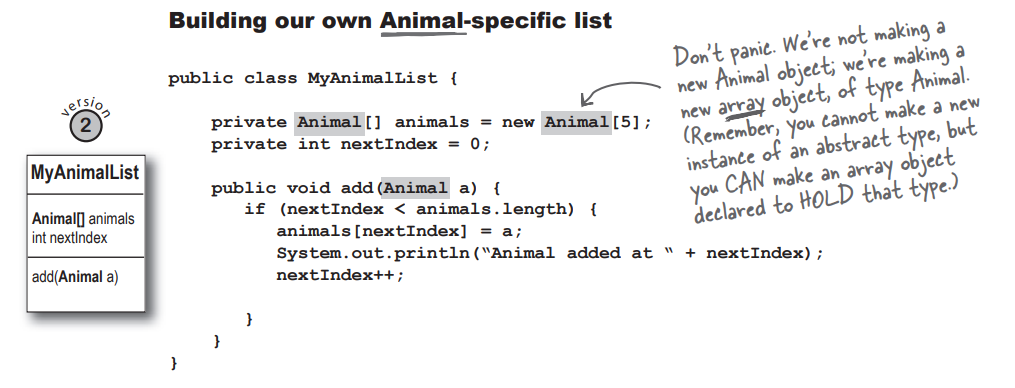 Building our own Animal-specific list
Don't panic. We're not making a
new Animal object; we're making a
new array object, of type Animal.
(Remember, you cannot make a new
instance of an abstract type, but
you CAN make an array object
declared to HOLD that type.)
version
2
MyAnimalList
Animal[] animals
int nextIndex
add(Animal a)
public class MyAnimalList {
private Animal[] animals = new Animal[5];
private int nextIndex = 0;
public void add(Animal a) {
if (nextIndex < animals.length) {
animals[nextIndex] = a;
System.out.println(“Animal added at “ + nextIndex);
nextIndex++;
}
}
}